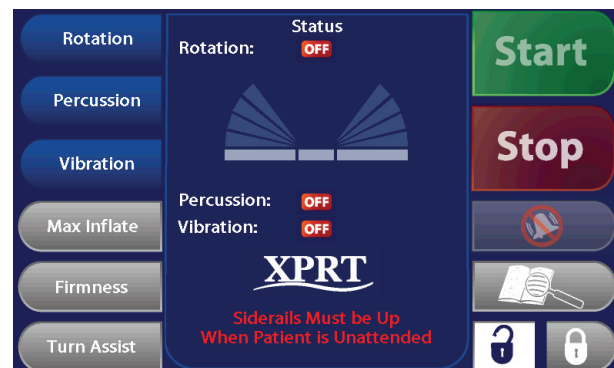 Rotation
Percussion
Vibration
Max Inflate
Firmness
Turn Assist
Status
Rotation: OFF
Percussion: OFF
Vibration: OFF
XPRT
Siderails Must be Up
When Patient is Unattended
Start
Stop